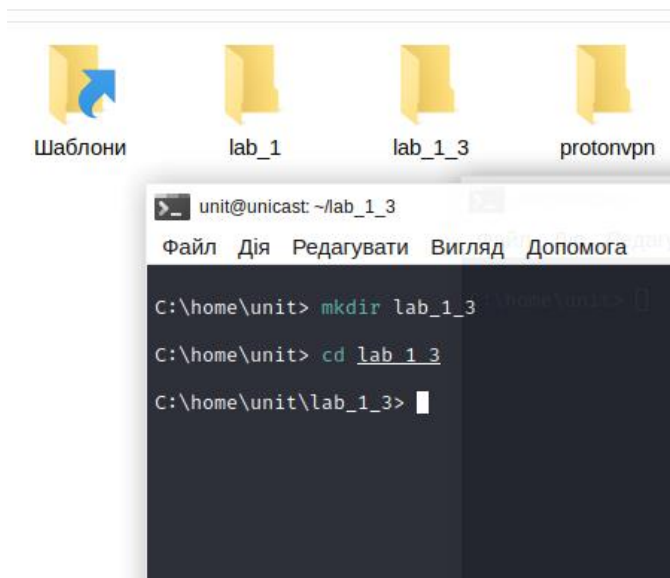 Шаблони lab_1 lab_1_3 protonvpn
unit@unicast: ~/lab_1_3
Файл Дія Редагувати Вигляд Допомога
C:\home\unit> mkdir lab_1_3
C:\home\unit> cd lab_1_3
C:\home\unit\lab_1_3>